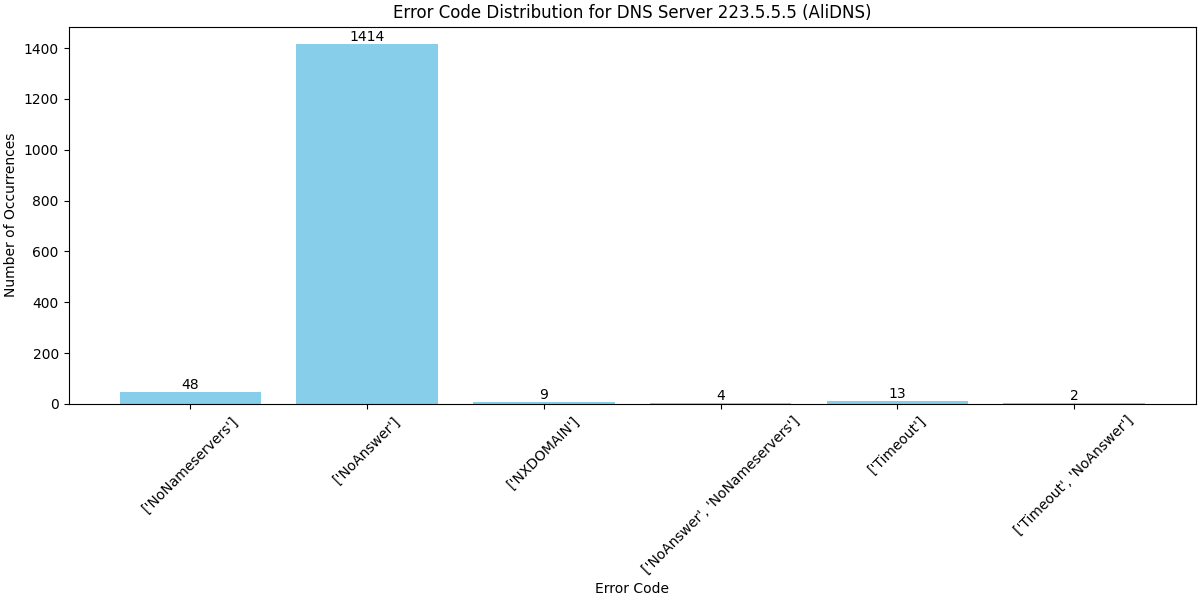 Error Code Distribution for DNS Server 223.5.5.5 (AliDNS)
Number of Occurrences
1400
1200
1000
800
600
400
200
0
48
1414
9
4
13
2
['NoNameservers']
['NoAnswer']
['NXDOMAIN']
['NoAnswer', 'NoNameservers']
['Timeout']
['Timeout', 'NoAnswer']
Error Code